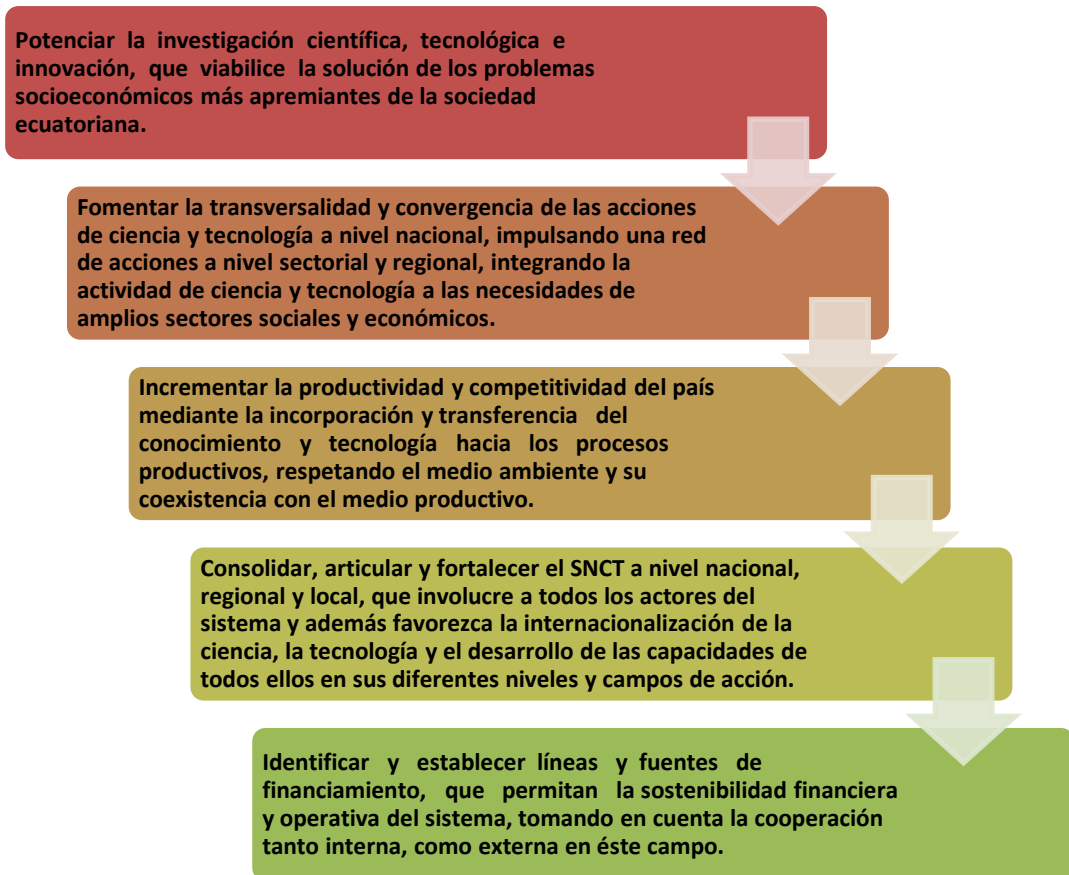 Potenciar la investigación científica, tecnológica e
innovación, que viabilice la solución de los problemas
socioeconómicos más apremiantes de la sociedad
ecuatoriana.
Fomentar la transversalidad y convergencia de las acciones
de ciencia y tecnología a nivel nacional, impulsando una red
de acciones a nivel sectorial y regional, integrando la
actividad de ciencia y tecnología a las necesidades de
amplios sectores sociales y económicos.
Incrementar la productividad y competitividad del país
mediante la incorporación y transferencia del
conocimiento y tecnología hacia los procesos
productivos, respetando el medio ambiente y su
coexistencia con el medio productivo.
Consolidar, articular y fortalecer el SNCT a nivel nacional,
regional y local, que involucre a todos los actores del
sistema y además favorezca la internacionalización de la
ciencia, la tecnología y el desarrollo de las capacidades de
todos ellos en sus diferentes niveles y campos de acción.
Identificar y establecer líneas y fuentes de
financiamiento, que permitan la sostenibilidad financiera
y operativa del sistema, tomando en cuenta la cooperación
tanto interna, como externa en éste campo.